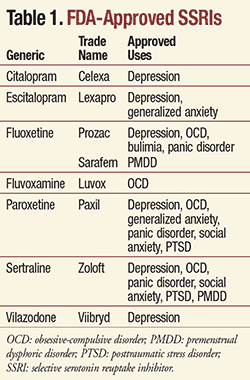 Table 1. FDA-Approved SSRIs
Generic Trade Name Approved Uses
Citalopram Celexa Depression
Escitalopram Lexapro Depression,
generalized anxiety
Fluoxetine Prozac Depression, OCD,
bulimia, panic disorder
Sarafem PMDD
Fluvoxamine Luvox OCD
Paroxetine Paxil Depression, OCD,
generalized anxiety,
panic disorder, social
anxiety, PTSD
Sertraline Zoloft Depression, OCD,
panic disorder, social
anxiety, PTSD, PMDD
Vilazodone Viibryd Depression
OCD: obsesive-compulsive disorder; PMDD: premenstrual
dysphoric disorder; PTSD: posttraumatic stress disorder;
SSRI: selective serotonin reuptake inhibitor.